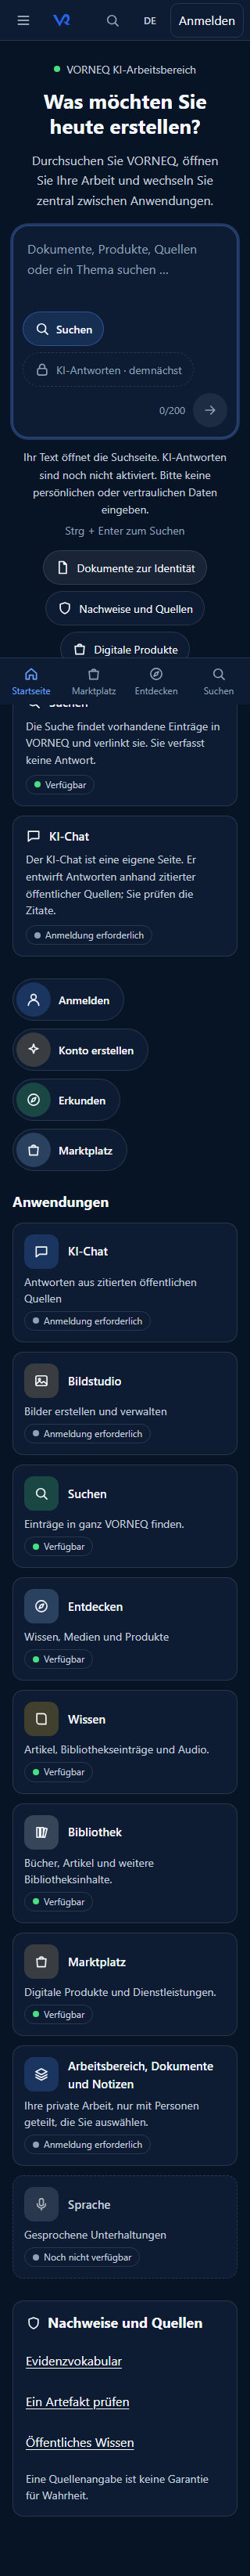 DE
Anmelden
VORNEQ KI-Arbeitsbereich
Was möchten Sie
heute erstellen?
Durchsuchen Sie VORNEQ, öffnen
Sie Ihre Arbeit und wechseln Sie
zentral zwischen Anwendungen.
Dokumente, Produkte, Quellen
oder ein Thema suchen ...
Suchen
KI-Antworten · demnächst
0/200
Ihr Text öffnet die Suchseite. KI-Antworten
sind noch nicht aktiviert. Bitte keine
persönlichen oder vertraulichen Daten
eingeben.
Strg + Enter zum Suchen
Dokumente zur Identität
Nachweise und Quellen
Digitale Produkte
Startseite
Marktplatz
Entdecken
Suchen
Suchen
Die Suche findet vorhandene Einträge in
VORNEQ und verlinkt sie. Sie verfasst
keine Antwort.
Verfügbar
KI-Chat
Der KI-Chat ist eine eigene Seite. Er
entwirft Antworten anhand zitierter
öffentlicher Quellen; Sie prüfen die
Zitate.
Anmeldung erforderlich
Anmelden
Konto erstellen
Erkunden
Marktplatz
Anwendungen
KI-Chat
Antworten aus zitierten öffentlichen
Quellen
Anmeldung erforderlich
Bildstudio
Bilder erstellen und verwalten
Anmeldung erforderlich
Suchen
Einträge in ganz VORNEQ finden.
Verfügbar
Entdecken
Wissen, Medien und Produkte
Verfügbar
Wissen
Artikel, Bibliothekseinträge und Audio.
Verfügbar
Bibliothek
Bücher, Artikel und weitere
Bibliotheksinhalte.
Verfügbar
Marktplatz
Digitale Produkte und Dienstleistungen.
Verfügbar
Arbeitsbereich, Dokumente
und Notizen
Ihre private Arbeit, nur mit Personen
geteilt, die Sie auswählen.
Anmeldung erforderlich
Sprache
Gesprochene Unterhaltungen
Noch nicht verfügbar
Nachweise und Quellen
Evidenzvokabular
Ein Artefakt prüfen
Öffentliches Wissen
Eine Quellenangabe ist keine Garantie
für Wahrheit.